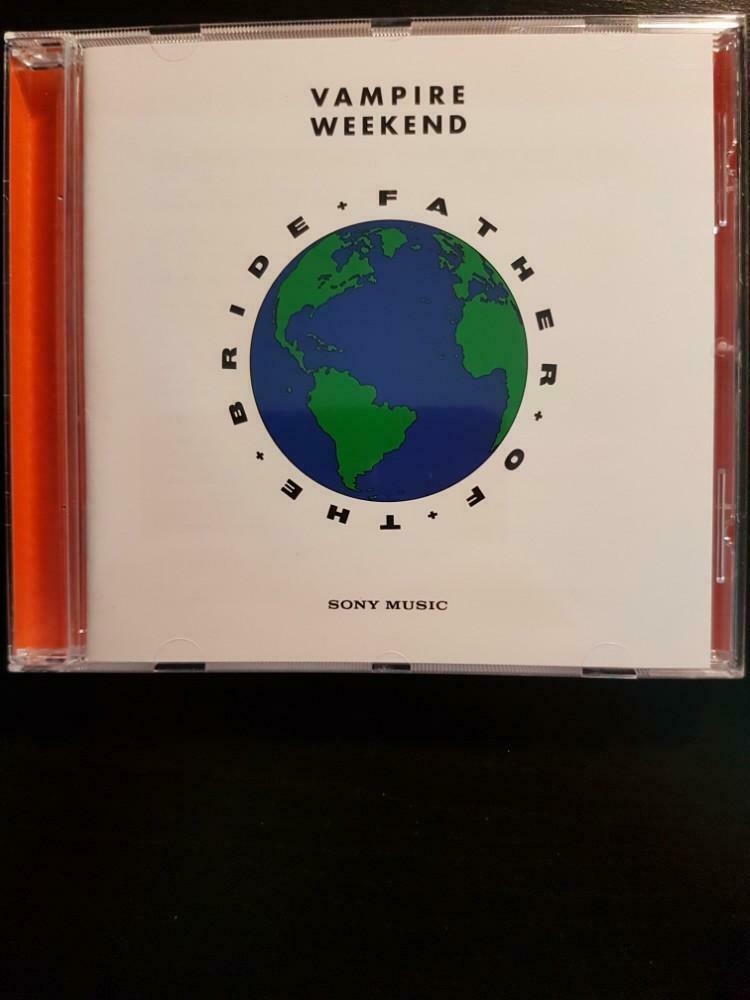 VAMPIRE
WEEKEND
FATHER + OF + THE + BRIDE +
SONY MUSIC